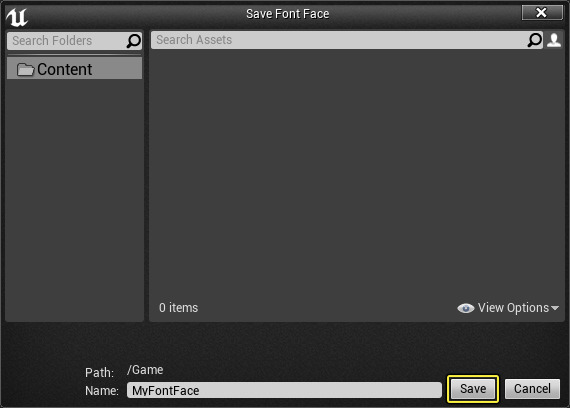 Save Font Face
Search Folders
Search Assets
Content
0 items
View Options
Path: /Game
Name: MyFontFace
Save
Cancel